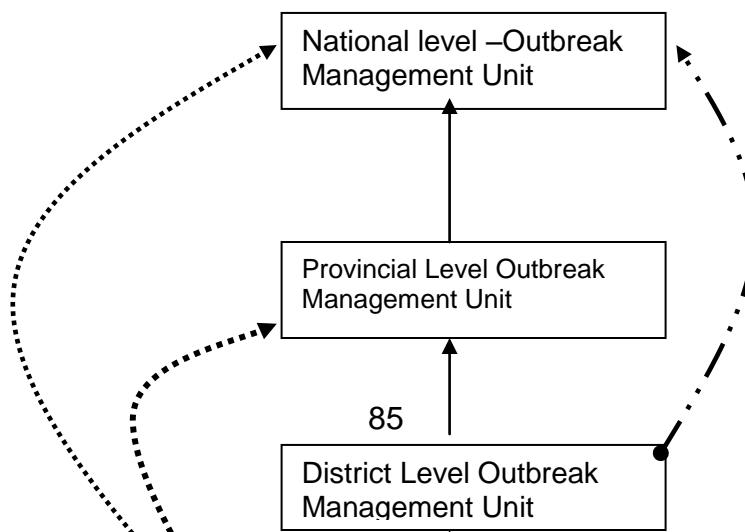 National level –Outbreak
Management Unit
Provincial Level Outbreak
Management Unit
85
District Level Outbreak
Management Unit